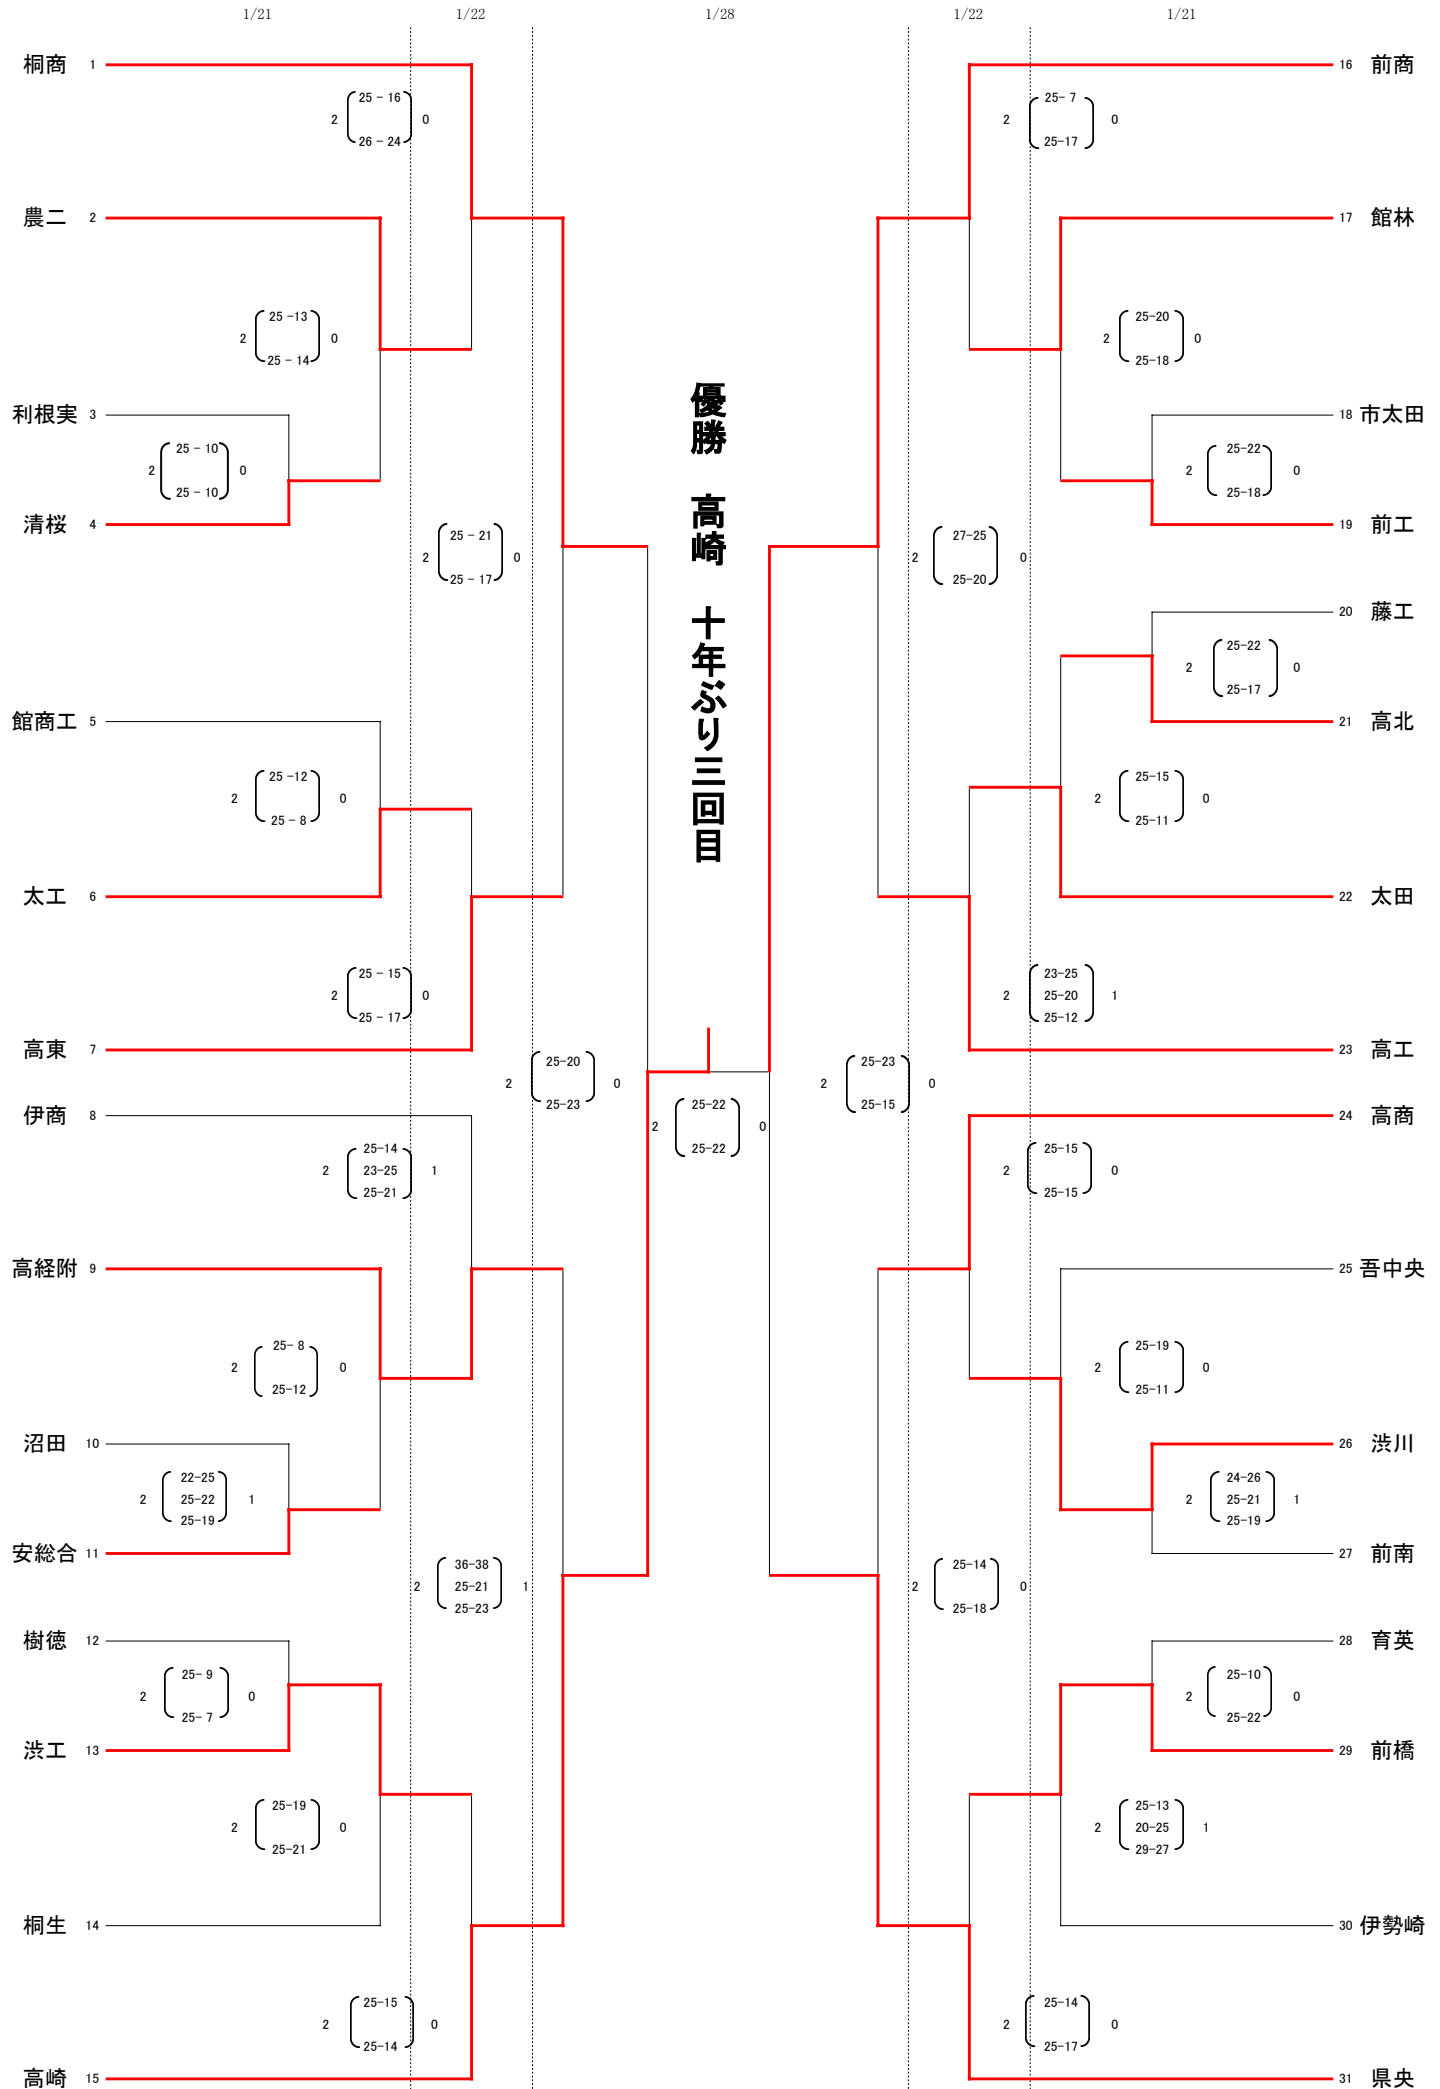 1/21 1/22 1/28 1/22 1/21
桐商 1
16 前商
25 - 16
2 0
26 - 24
25- 7
2 0
25-17
農二 2
17 館林
25 -13
2 0
25 - 14
25-20
2 0
25-18
利根実 3
18 市太田
25 - 10
2 0
25 - 10
25-22
2 0
25-18
清桜 4
19 前工
優勝 高崎 十年ぶり三回目
25 - 21
2 0
25 - 17
27-25
2 0
25-20
20 藤工
25-22
2 0
25-17
館商工 5
21 高北
25 -12
2 0
25 - 8
25-15
2 0
25-11
太工 6
22 太田
25 - 15
2 0
25 - 17
23-25
2 25-20 1
25-12
高東 7
23 高工
25-20
2 0
25-23
25-22
2 0
25-22
25-23
2 0
25-15
伊商 8
24 高商
25-14
2 23-25 1
25-21
25-15
2 0
25-15
高経附 9
25 吾中央
25- 8
2 0
25-12
25-19
2 0
25-11
沼田 10
26 渋川
22-25
2 25-22 1
25-19
24-26
2 25-21 1
25-19
安総合 11
27 前南
36-38
2 25-21 1
25-23
25-14
2 0
25-18
樹徳 12
28 育英
25- 9
2 0
25- 7
25-10
2 0
25-22
渋工 13
29 前橋
25-19
2 0
25-21
25-13
2 20-25 1
29-27
桐生 14
30 伊勢崎
25-15
2 0
25-14
25-14
2 0
25-17
高崎 15
31 県央